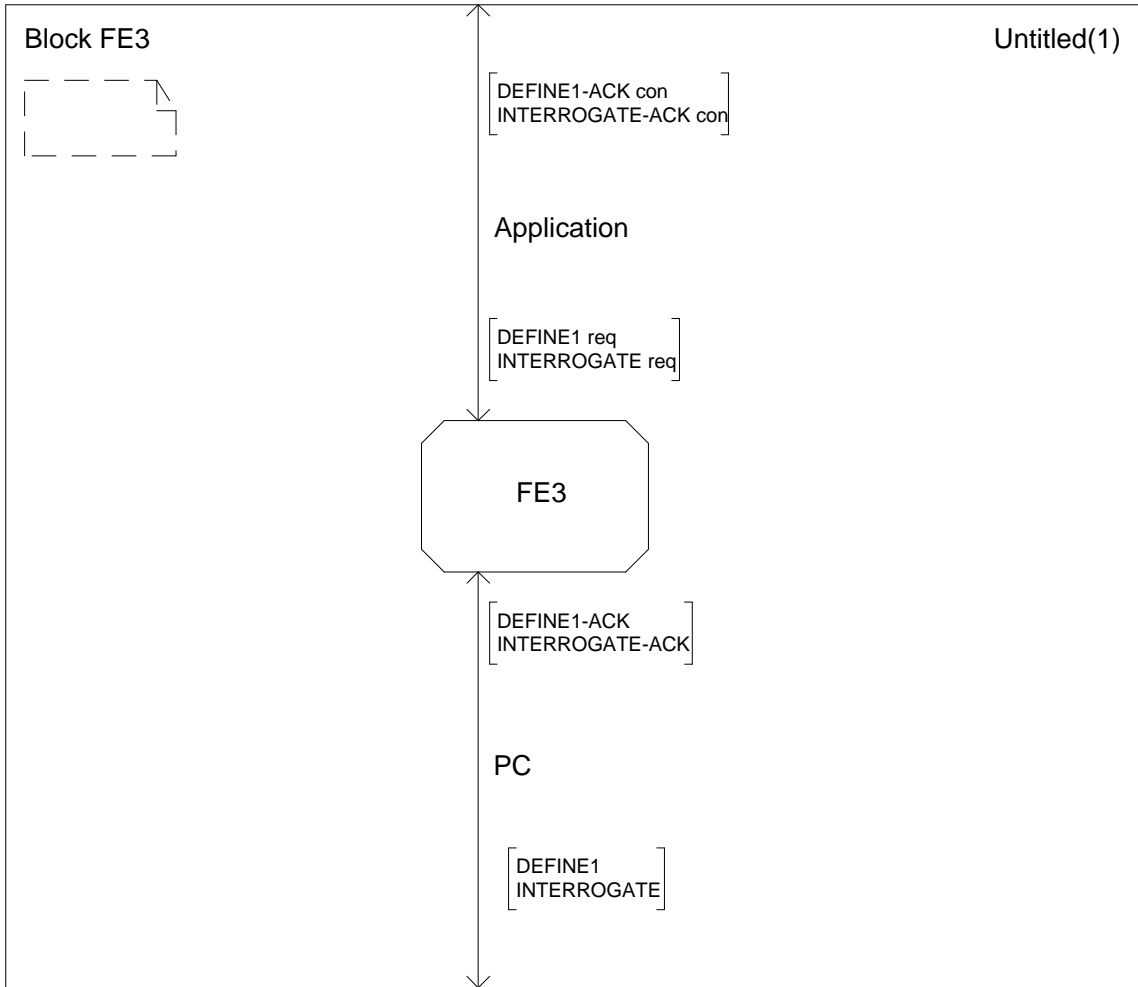 Block FE3
Untitled(1)
DEFINE1-ACK con
INTERROGATE-ACK con
Application
DEFINE1 req
INTERROGATE req
FE3
DEFINE1-ACK
INTERROGATE-ACK
PC
DEFINE1
INTERROGATE